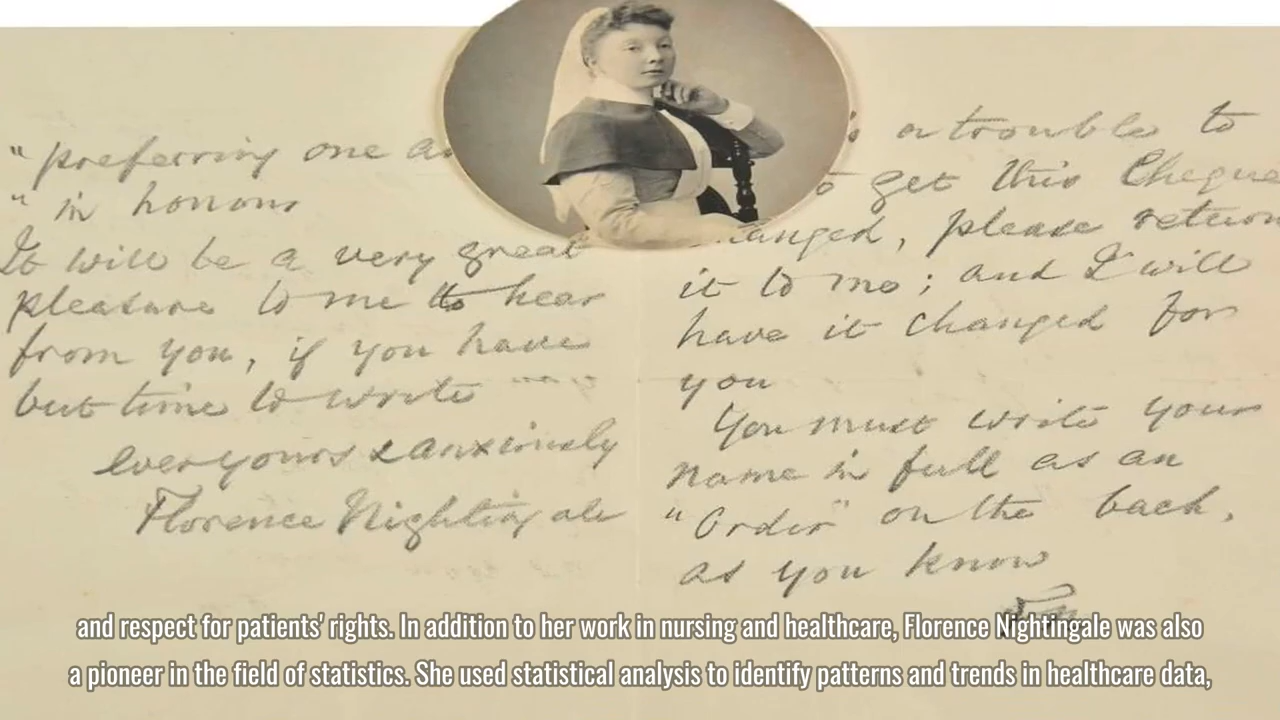 "preferring one a
" in honour
It will be a very great
pleasure to me to hear
from you, if you have
but time to write
ever yours & anxiously
Florence Nightingale
a trouble to
to get this Cheque
changed, please return
it to me; and I will
have it changed for
you
You must write your
name in full as an
"Order" on the back,
as you know
and respect for patients' rights. In addition to her work in nursing and healthcare, Florence Nightingale was also
a pioneer in the field of statistics. She used statistical analysis to identify patterns and trends in healthcare data,